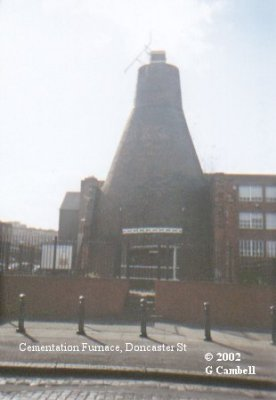 Cementation Furnace, Doncaster St
© 2002
G Cambell